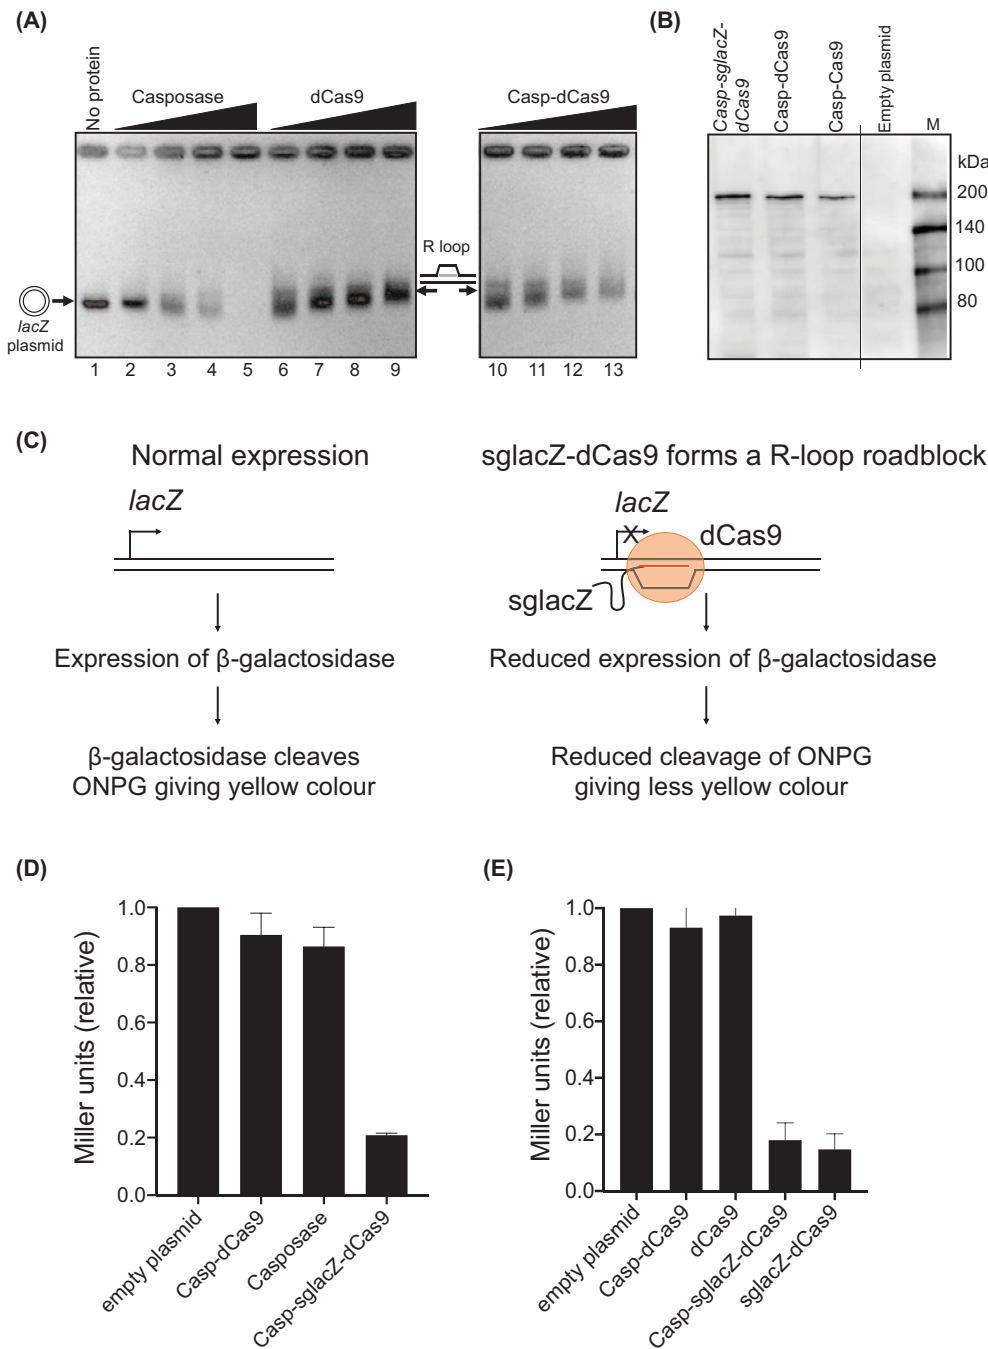 (A)
No protein
Casposase
dCas9
Casp-dCas9
R loop
lacZ
plasmid
1 2 3 4 5 6 7 8 9 10 11 12 13
(B)
Casp-sglacZ-
dCas9
Casp-dCas9
Casp-Cas9
Empty plasmid
M
kDa
200
140
100
80
(C)
Normal expression
lacZ
Expression of β-galactosidase
β-galactosidase cleaves
ONPG giving yellow colour
sglacZ-dCas9 forms a R-loop roadblock
lacZ
X
dCas9
sglacZ
Reduced expression of β-galactosidase
Reduced cleavage of ONPG
giving less yellow colour
(D)
Miller units (relative)
1.0
0.8
0.6
0.4
0.2
0.0
empty plasmid
Casp-dCas9
Casposase
Casp-sglacZ-dCas9
(E)
Miller units (relative)
1.0
0.8
0.6
0.4
0.2
0.0
empty plasmid
Casp-dCas9
dCas9
Casp-sglacZ-dCas9
sglacZ-dCas9